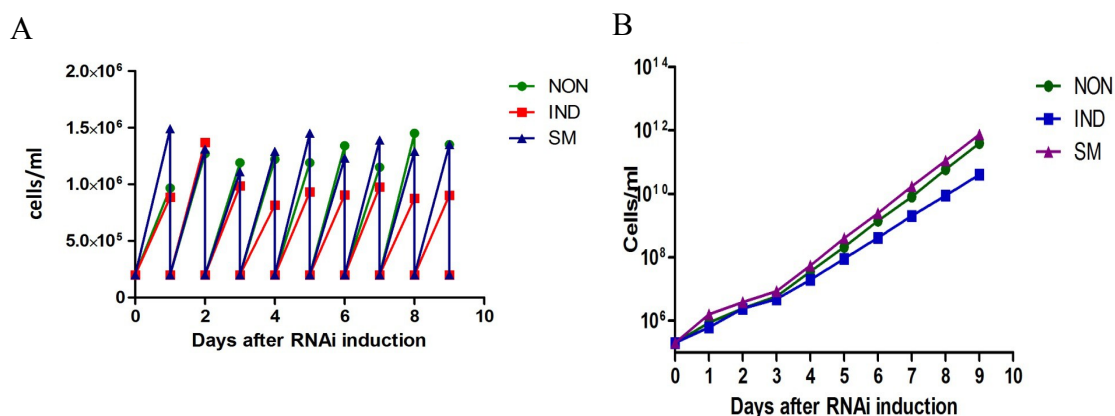 A
2.0×10⁶
1.5×10⁶
1.0×10⁶
5.0×10⁵
0
cells/ml
0 2 4 6 8 10
Days after RNAi induction
NON
IND
SM
B
10¹⁴
10¹²
10¹⁰
10⁸
10⁶
Cells/ml
0 1 2 3 4 5 6 7 8 9 10
Days after RNAi induction
NON
IND
SM